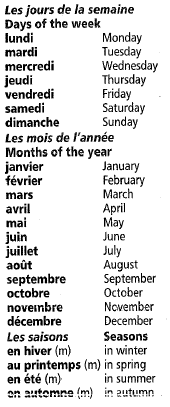 Les jours de la semaine
Days of the week
lundi Monday
mardi Tuesday
mercredi Wednesday
jeudi Thursday
vendredi Friday
samedi Saturday
dimanche Sunday
Les mois de l'année
Months of the year
janvier January
février February
mars March
avril April
mai May
juin June
juillet July
août August
septembre September
octobre October
novembre November
décembre December
Les saisons Seasons
en hiver (m) in winter
au printemps (m) in spring
en été (m) in summer
en automne (m) in autumn